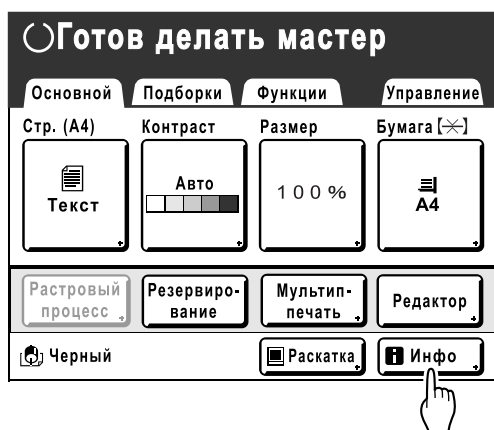 Готов делать мастер
Основной Подборки Функции Управление
Стр. (A4) Контраст Размер Бумага
Текст Авто 100% A4
Растровый процесс Резервиро-вание Мультип-печать Редактор
Черный Раскатка Инфо